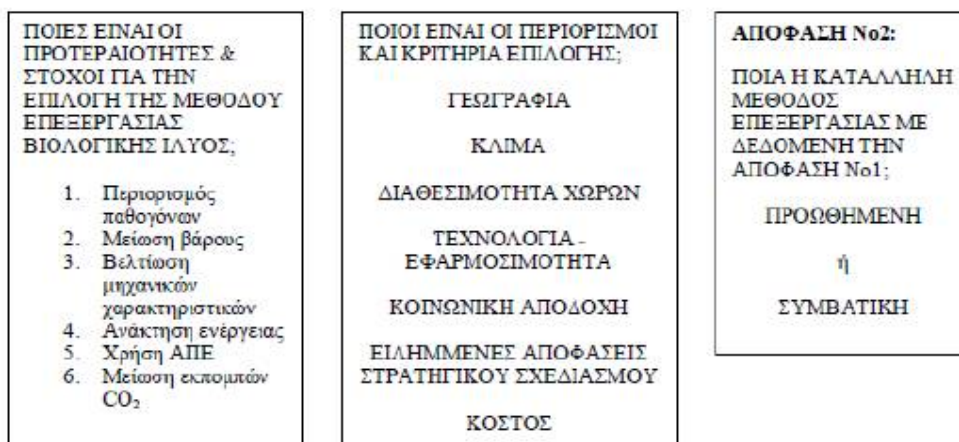 ΠΟΙΕΣ ΕΙΝΑΙ ΟΙ
ΠΡΟΤΕΡΑΙΟΤΗΤΕΣ &
ΣΤΟΧΟΙ ΓΙΑ ΤΗΝ
ΕΠΙΛΟΓΗ ΤΗΣ ΜΕΘΟΔΟΥ
ΕΠΕΞΕΡΓΑΣΙΑΣ
ΒΙΟΛΟΓΙΚΗΣ ΙΛΥΟΣ;
1. Περιορισμός
παθογόνων
2. Μείωση βάρους
3. Βελτίωση
μηχανικών
χαρακτηριστικών
4. Ανάκτηση ενέργειας
5. Χρήση ΑΠΕ
6. Μείωση εκπομπών
CO₂
ΠΟΙΟΙ ΕΙΝΑΙ ΟΙ ΠΕΡΙΟΡΙΣΜΟΙ
ΚΑΙ ΚΡΙΤΗΡΙΑ ΕΠΙΛΟΓΗΣ;
ΓΕΩΓΡΑΦΙΑ
ΚΛΙΜΑ
ΔΙΑΘΕΣΙΜΟΤΗΤΑ ΧΩΡΩΝ
ΤΕΧΝΟΛΟΓΙΑ -
ΕΦΑΡΜΟΣΙΜΟΤΗΤΑ
ΚΟΙΝΩΝΙΚΗ ΑΠΟΔΟΧΗ
ΕΙΛΗΜΜΕΝΕΣ ΑΠΟΦΑΣΕΙΣ
ΣΤΡΑΤΗΓΙΚΟΥ ΣΧΕΔΙΑΣΜΟΥ
ΚΟΣΤΟΣ
ΑΠΟΦΑΣΗ Νο2:
ΠΟΙΑ Η ΚΑΤΑΛΛΗΛΗ
ΜΕΘΟΔΟΣ
ΕΠΕΞΕΡΓΑΣΙΑΣ ΜΕ
ΔΕΔΟΜΕΝΗ ΤΗΝ
ΑΠΟΦΑΣΗ Νο1;
ΠΡΟΩΘΗΜΕΝΗ
ή
ΣΥΜΒΑΤΙΚΗ